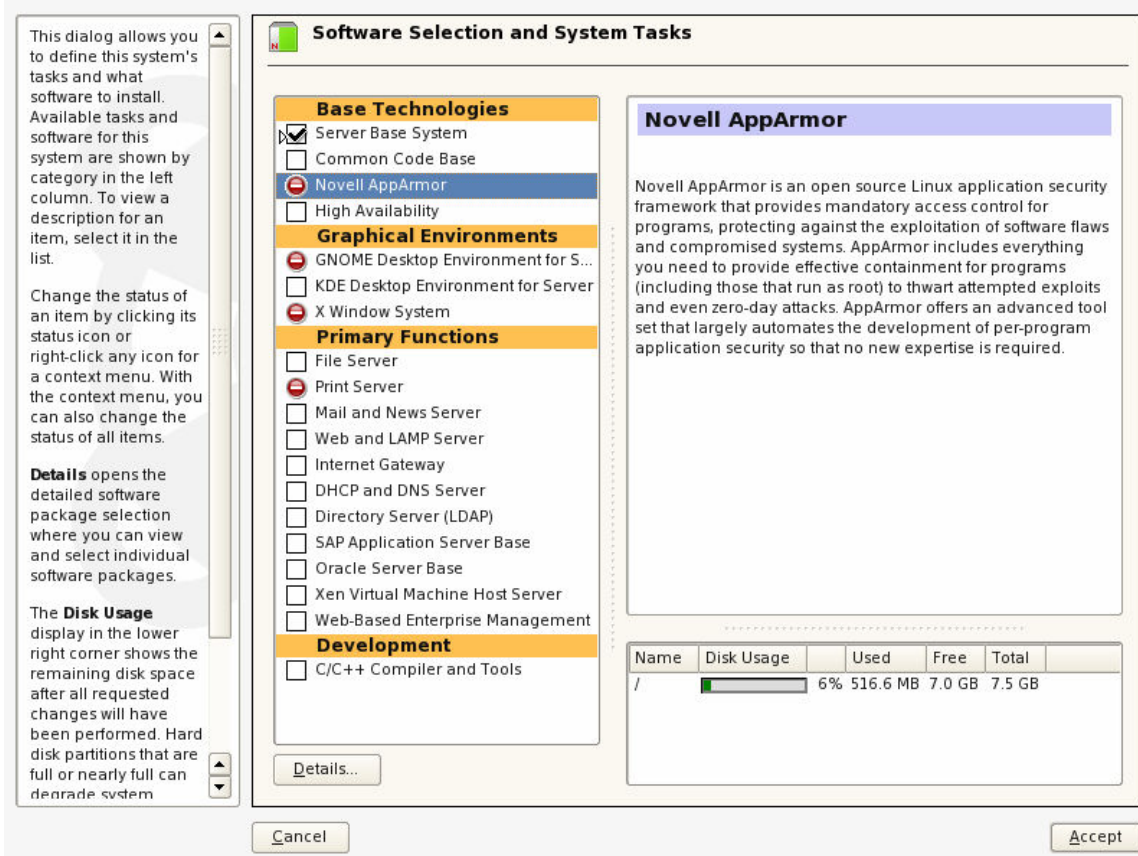 This dialog allows you
to define this system's
tasks and what
software to install.
Available tasks and
software for this
system are shown by
category in the left
column. To view a
description for an
item, select it in the
list.
Change the status of
an item by clicking its
status icon or
right-click any icon for
a context menu. With
the context menu, you
can also change the
status of all items.
Details opens the
detailed software
package selection
where you can view
and select individual
software packages.
The Disk Usage
display in the lower
right corner shows the
remaining disk space
after all requested
changes will have
been performed. Hard
disk partitions that are
full or nearly full can
degrade system
N
Software Selection and System Tasks
Base Technologies
Server Base System
Common Code Base
Novell AppArmor
High Availability
Graphical Environments
GNOME Desktop Environment for S...
KDE Desktop Environment for Server
X Window System
Primary Functions
File Server
Print Server
Mail and News Server
Web and LAMP Server
Internet Gateway
DHCP and DNS Server
Directory Server (LDAP)
SAP Application Server Base
Oracle Server Base
Xen Virtual Machine Host Server
Web-Based Enterprise Management
Development
C/C++ Compiler and Tools
Details...
Novell AppArmor
Novell AppArmor is an open source Linux application security
framework that provides mandatory access control for
programs, protecting against the exploitation of software flaws
and compromised systems. AppArmor includes everything
you need to provide effective containment for programs
(including those that run as root) to thwart attempted exploits
and even zero-day attacks. AppArmor offers an advanced tool
set that largely automates the development of per-program
application security so that no new expertise is required.
Name Disk Usage Used Free Total
/ 6% 516.6 MB 7.0 GB 7.5 GB
Cancel
Accept